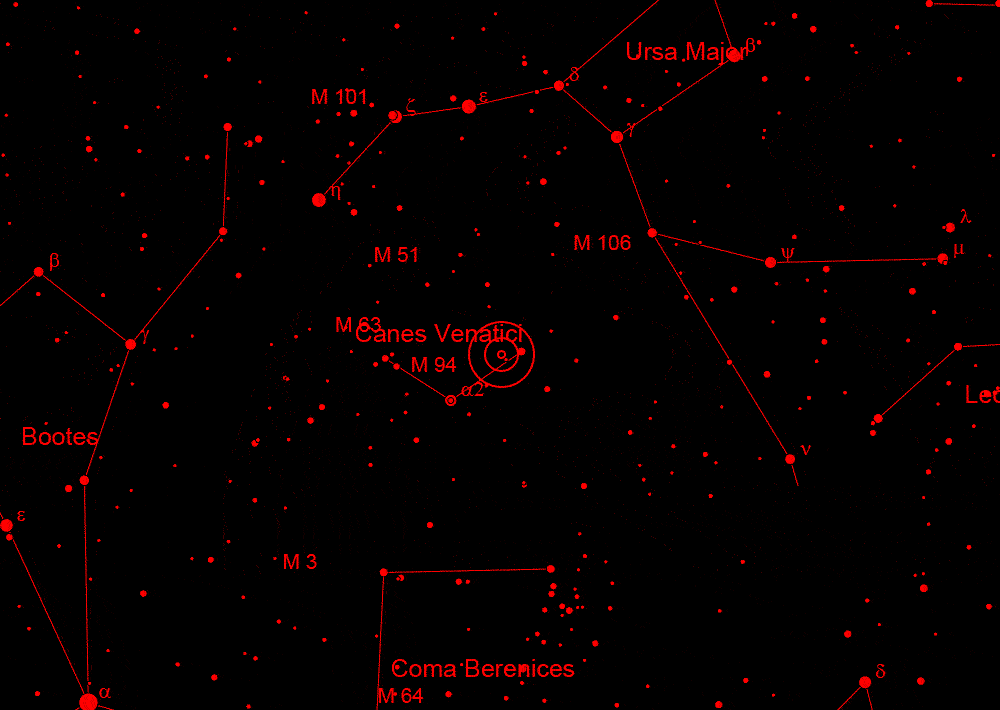 Ursa Major β
δ
M 101 ζ ε
γ
η
λ
M 106
μ
ψ
M 51
β
M 63
Canes Venatici
γ
M 94
α2
Leo
Bootes
ν
ε
M 3
Coma Berenices
δ
α
M 64